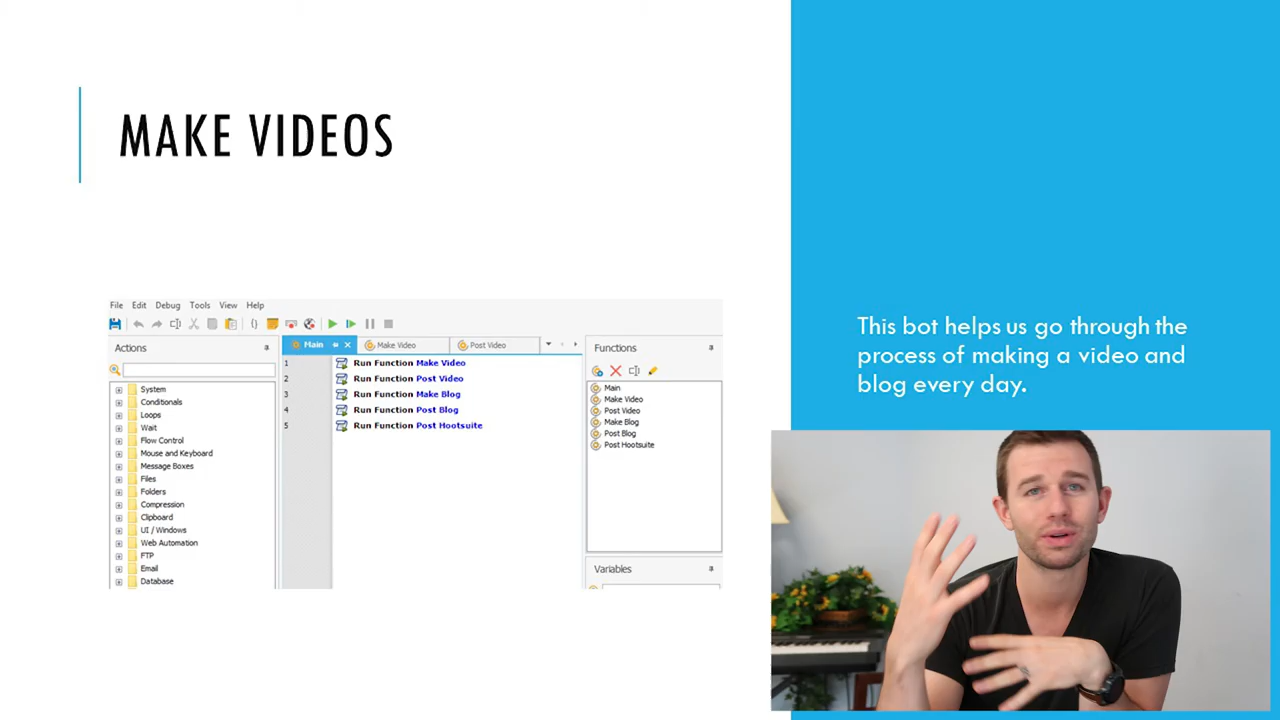 MAKE VIDEOS
File Edit Debug Tools View Help
Actions
System
Conditionals
Loops
Wait
Flow Control
Mouse and Keyboard
Message Boxes
Files
Folders
Compression
Clipboard
UI / Windows
Web Automation
FTP
Email
Database
Main Make Video Post Video
1 Run Function Make Video
2 Run Function Post Video
3 Run Function Make Blog
4 Run Function Post Blog
5 Run Function Post Hootsuite
Functions
Main
Make Video
Post Video
Make Blog
Post Blog
Post Hootsuite
Variables
This bot helps us go through the
process of making a video and
blog every day.